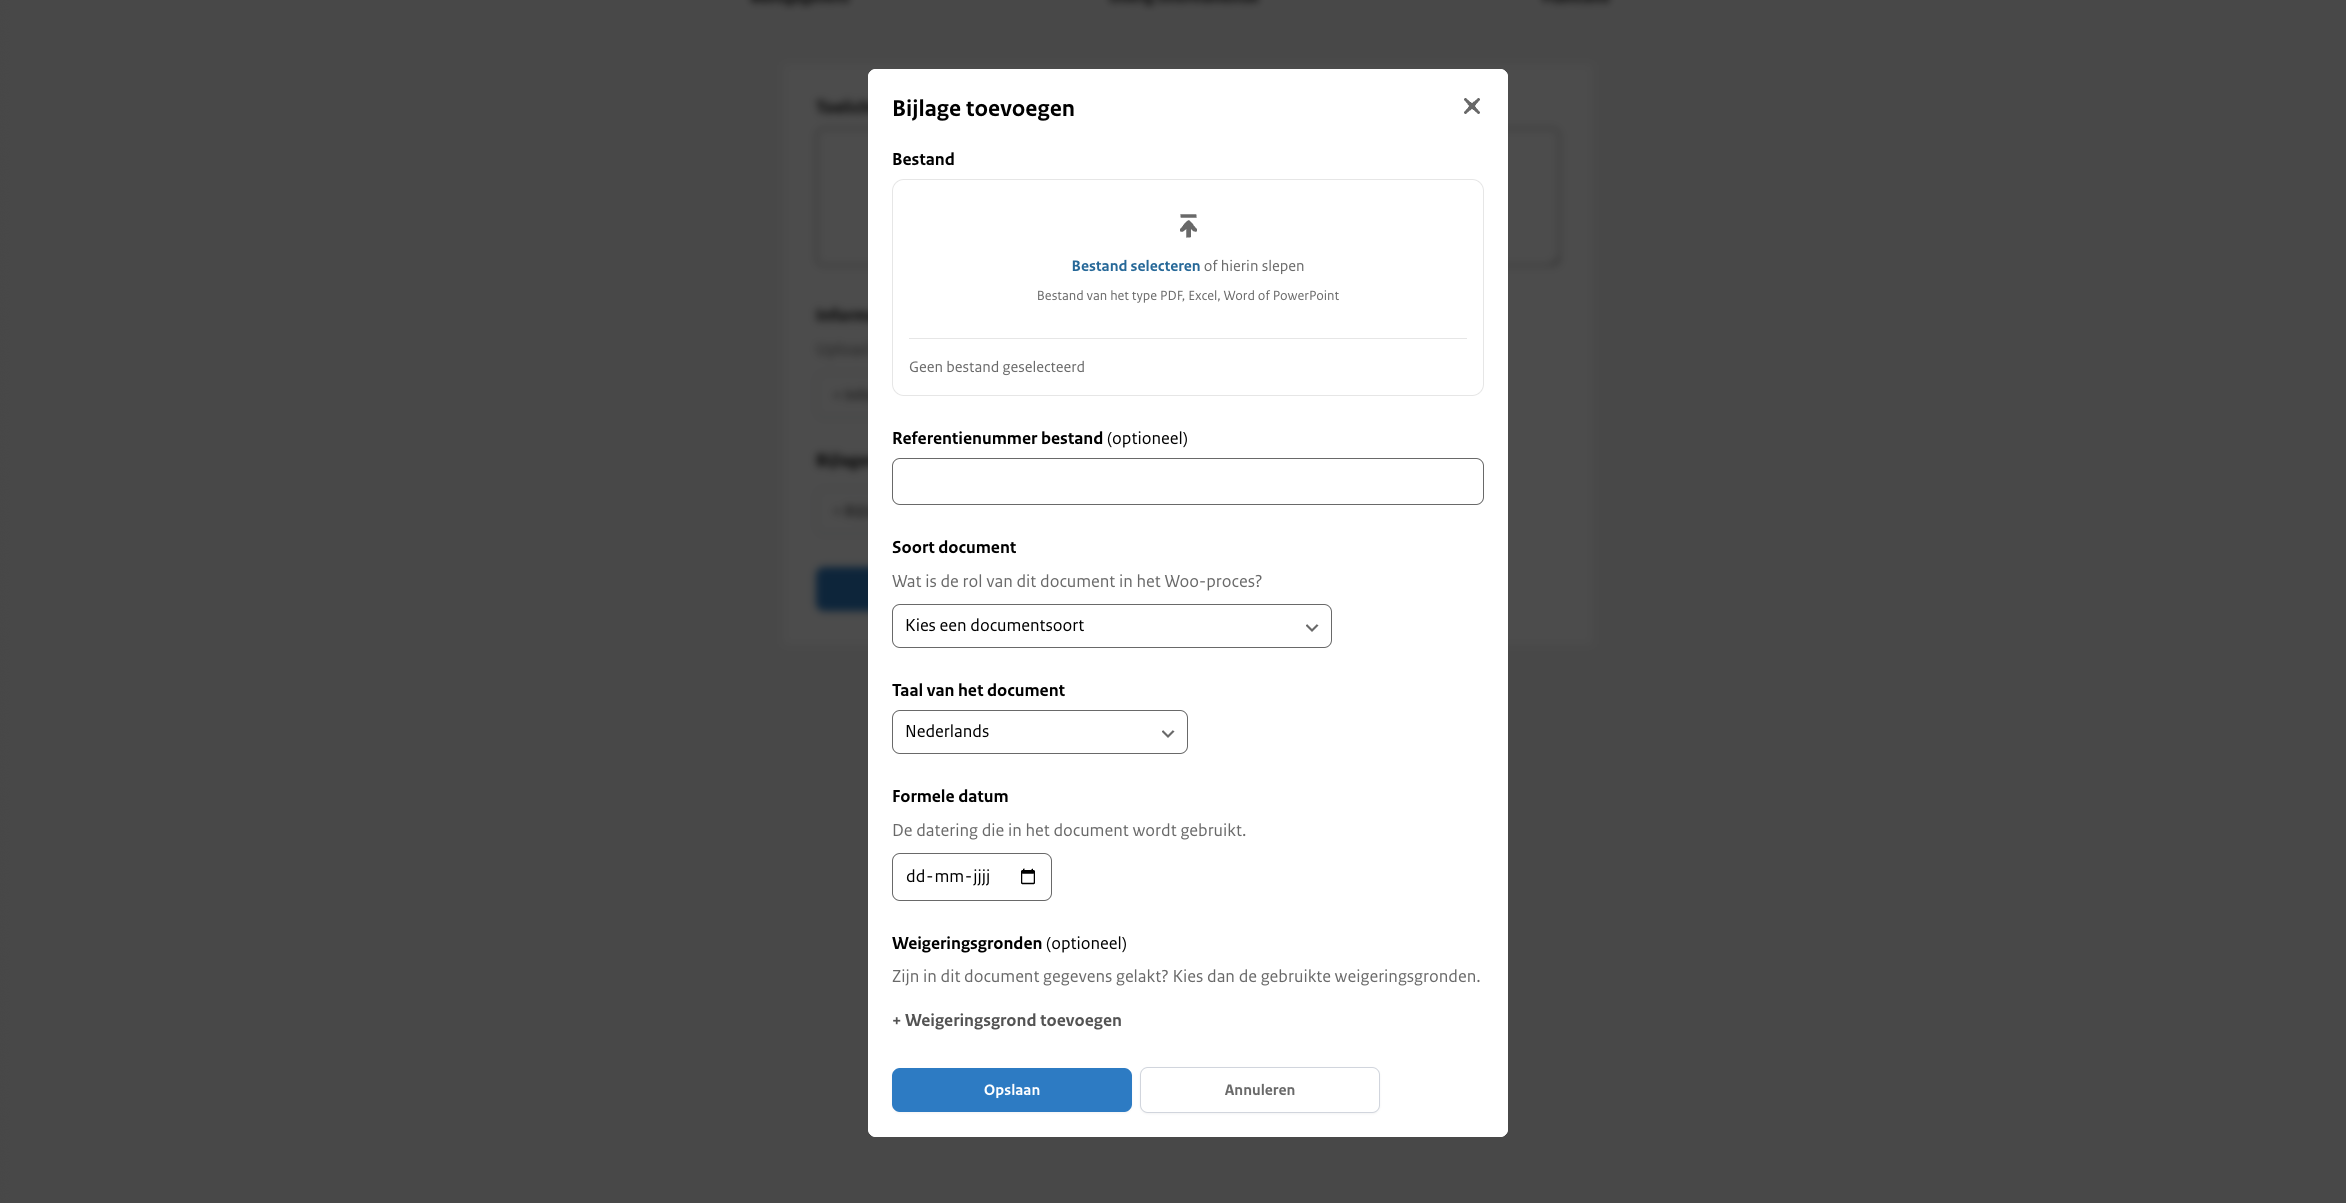 Bijlage toevoegen
Bestand
Bestand selecteren of hierin slepen
Bestand van het type PDF, Excel, Word of PowerPoint
Geen bestand geselecteerd
Referentienummer bestand (optioneel)
Soort document
Wat is de rol van dit document in het Woo-proces?
Kies een documentsoort
Taal van het document
Nederlands
Formele datum
De datering die in het document wordt gebruikt.
dd-mm-jjjj
Weigeringsgronden (optioneel)
Zijn in dit document gegevens gelakt? Kies dan de gebruikte weigeringsgronden.
+ Weigeringsgrond toevoegen
Opslaan
Annuleren